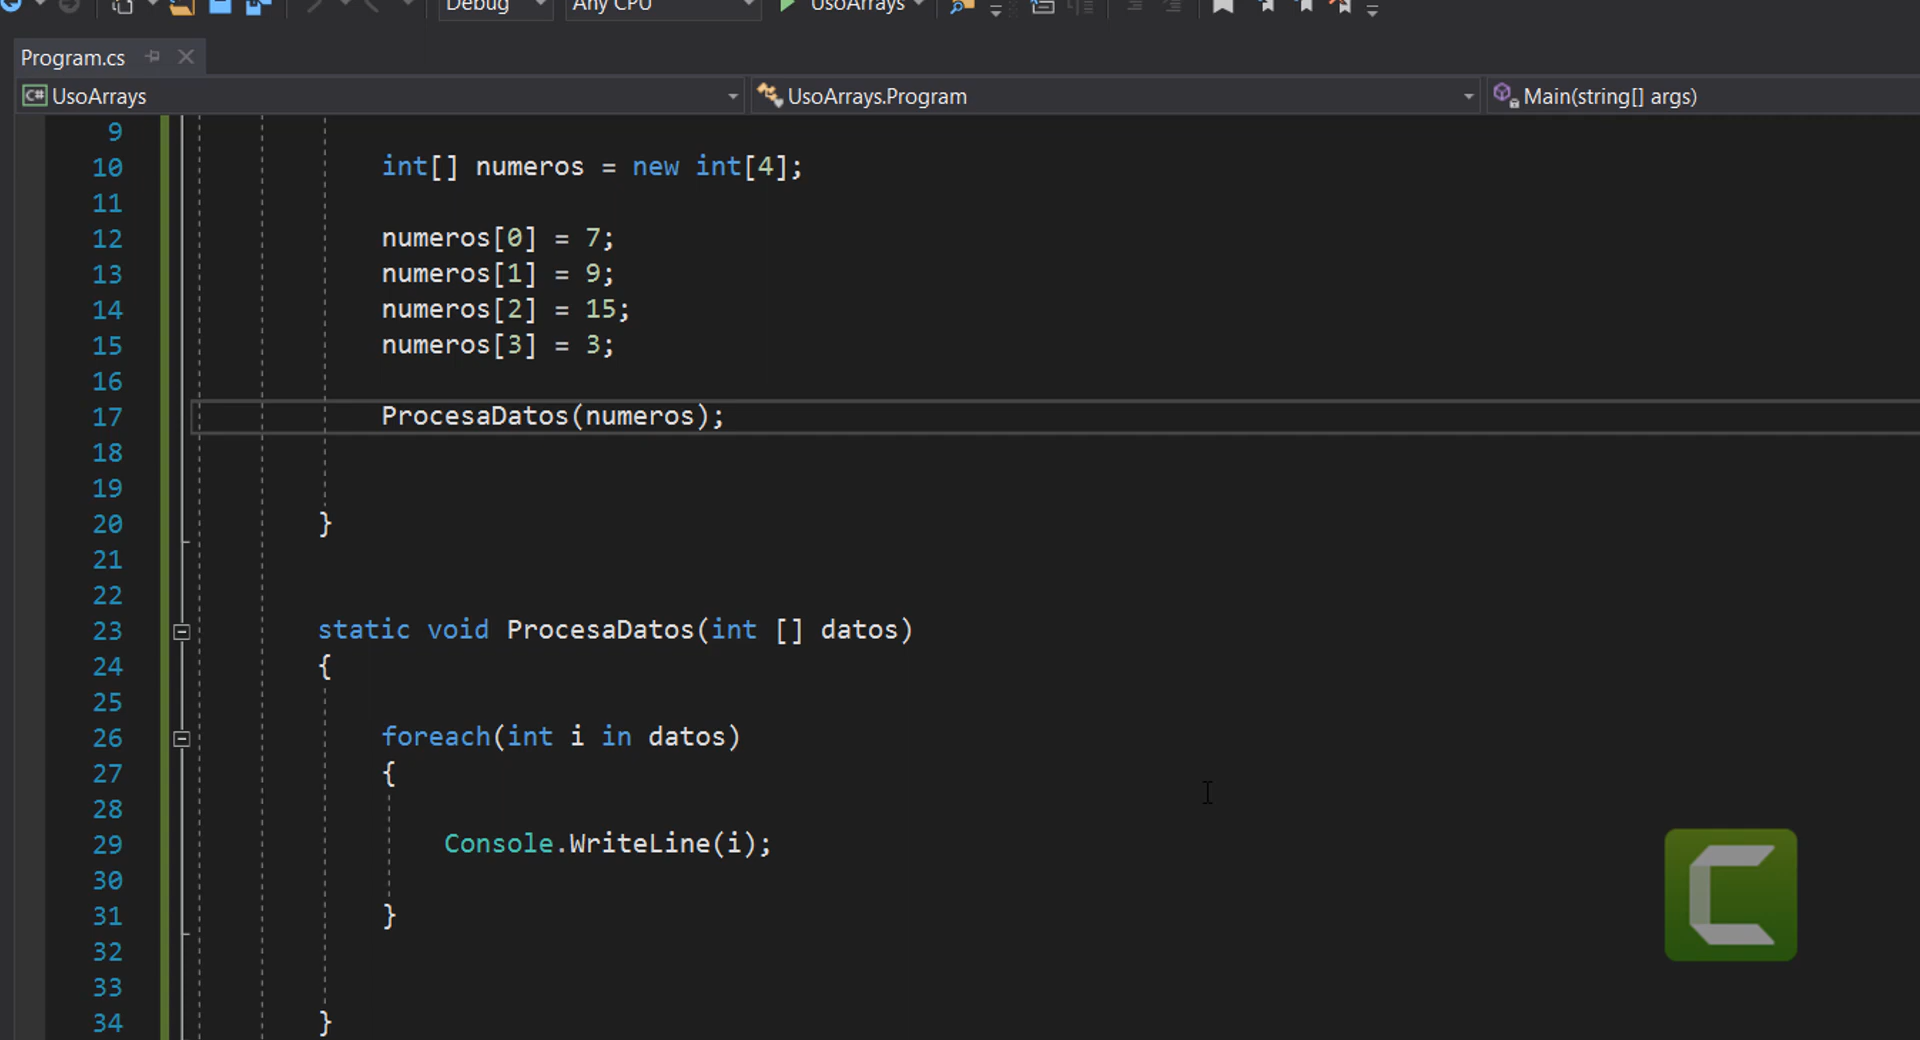 Debug Any CPU UsoArrays
Program.cs
C# UsoArrays UsoArrays.Program Main(string[] args)
9
10 int[] numeros = new int[4];
11
12 numeros[0] = 7;
13 numeros[1] = 9;
14 numeros[2] = 15;
15 numeros[3] = 3;
16
17 ProcesaDatos(numeros);
18
19
20 }
21
22
23 static void ProcesaDatos(int [] datos)
24 {
25
26 foreach(int i in datos)
27 {
28
29 Console.WriteLine(i);
30
31 }
32
33
34 }